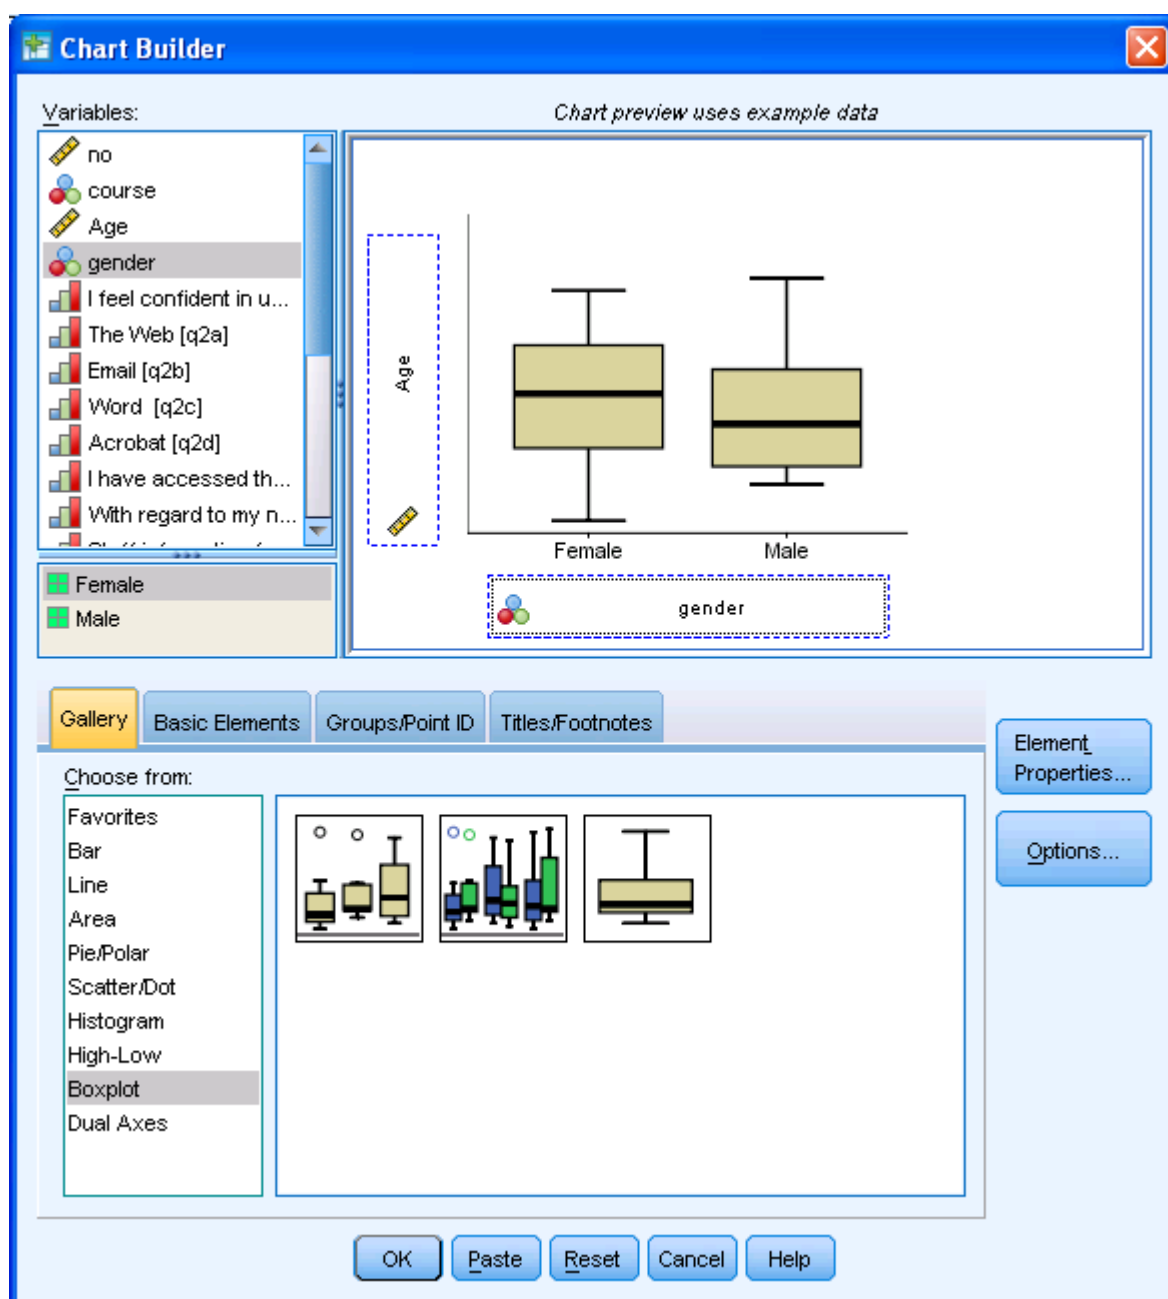 Chart Builder
Variables:
Chart preview uses example data
no
course
Age
gender
I feel confident in u...
The Web [q2a]
Email [q2b]
Word [q2c]
Acrobat [q2d]
I have accessed th...
With regard to my n...
Female
Male
Age
Female Male
gender
Gallery Basic Elements Groups/Point ID Titles/Footnotes
Element
Properties...
Options...
Choose from:
Favorites
Bar
Line
Area
Pie/Polar
Scatter/Dot
Histogram
High-Low
Boxplot
Dual Axes
OK Paste Reset Cancel Help